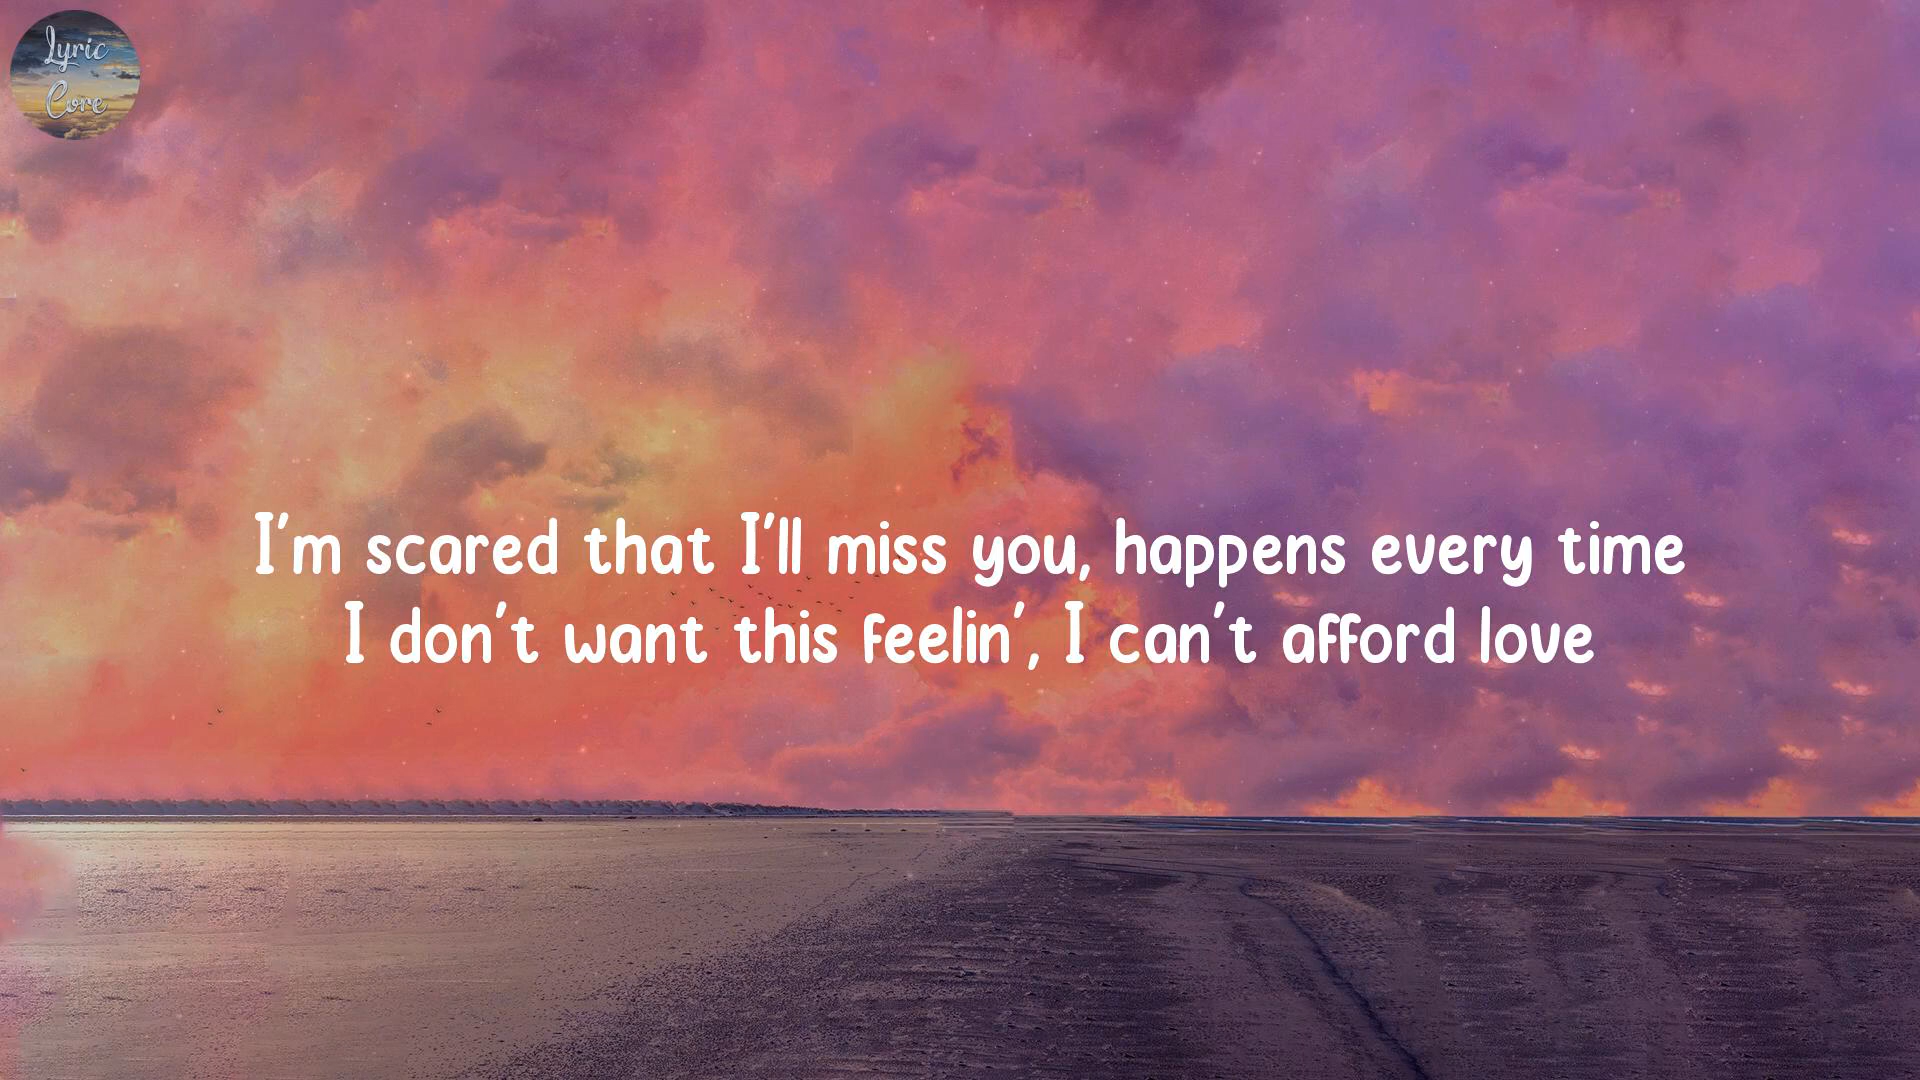 Lyric
Core
I'm scared that I'll miss you, happens every time
I don't want this feelin', I can't afford love